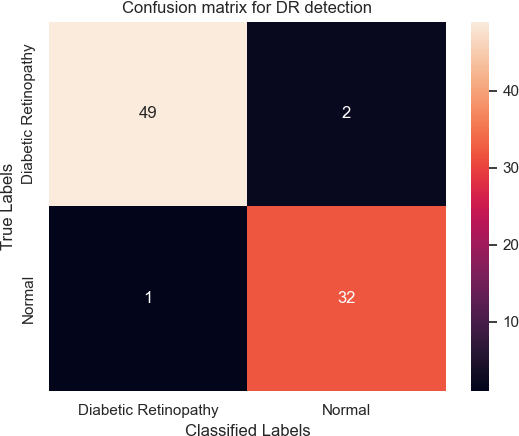 Confusion matrix for DR detection
True Labels
Diabetic Retinopathy
49
2
Normal
1
32
Diabetic Retinopathy
Normal
Classified Labels
40
30
20
10